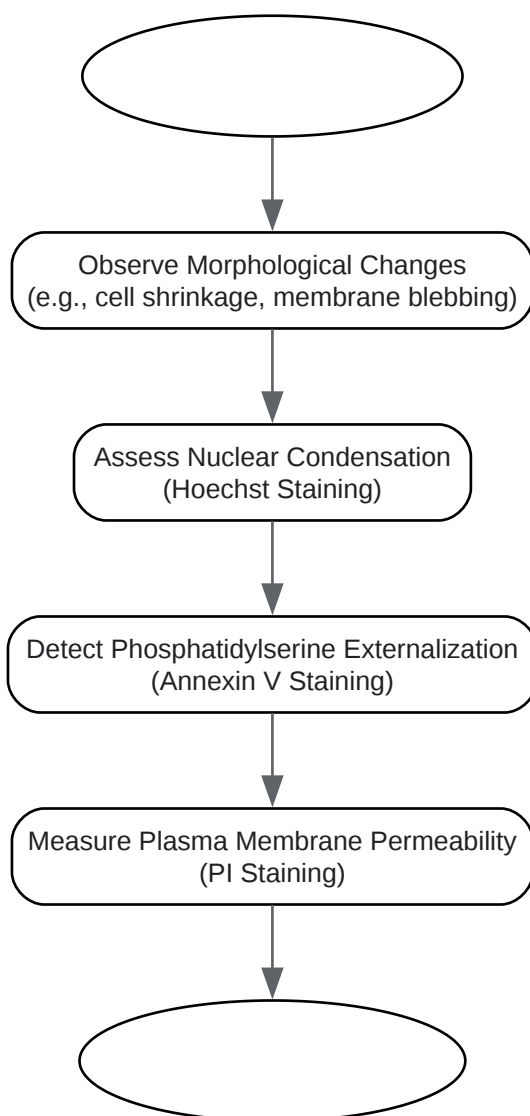 Observe Morphological Changes
(e.g., cell shrinkage, membrane blebbing)
Assess Nuclear Condensation
(Hoechst Staining)
Detect Phosphatidylserine Externalization
(Annexin V Staining)
Measure Plasma Membrane Permeability
(PI Staining)